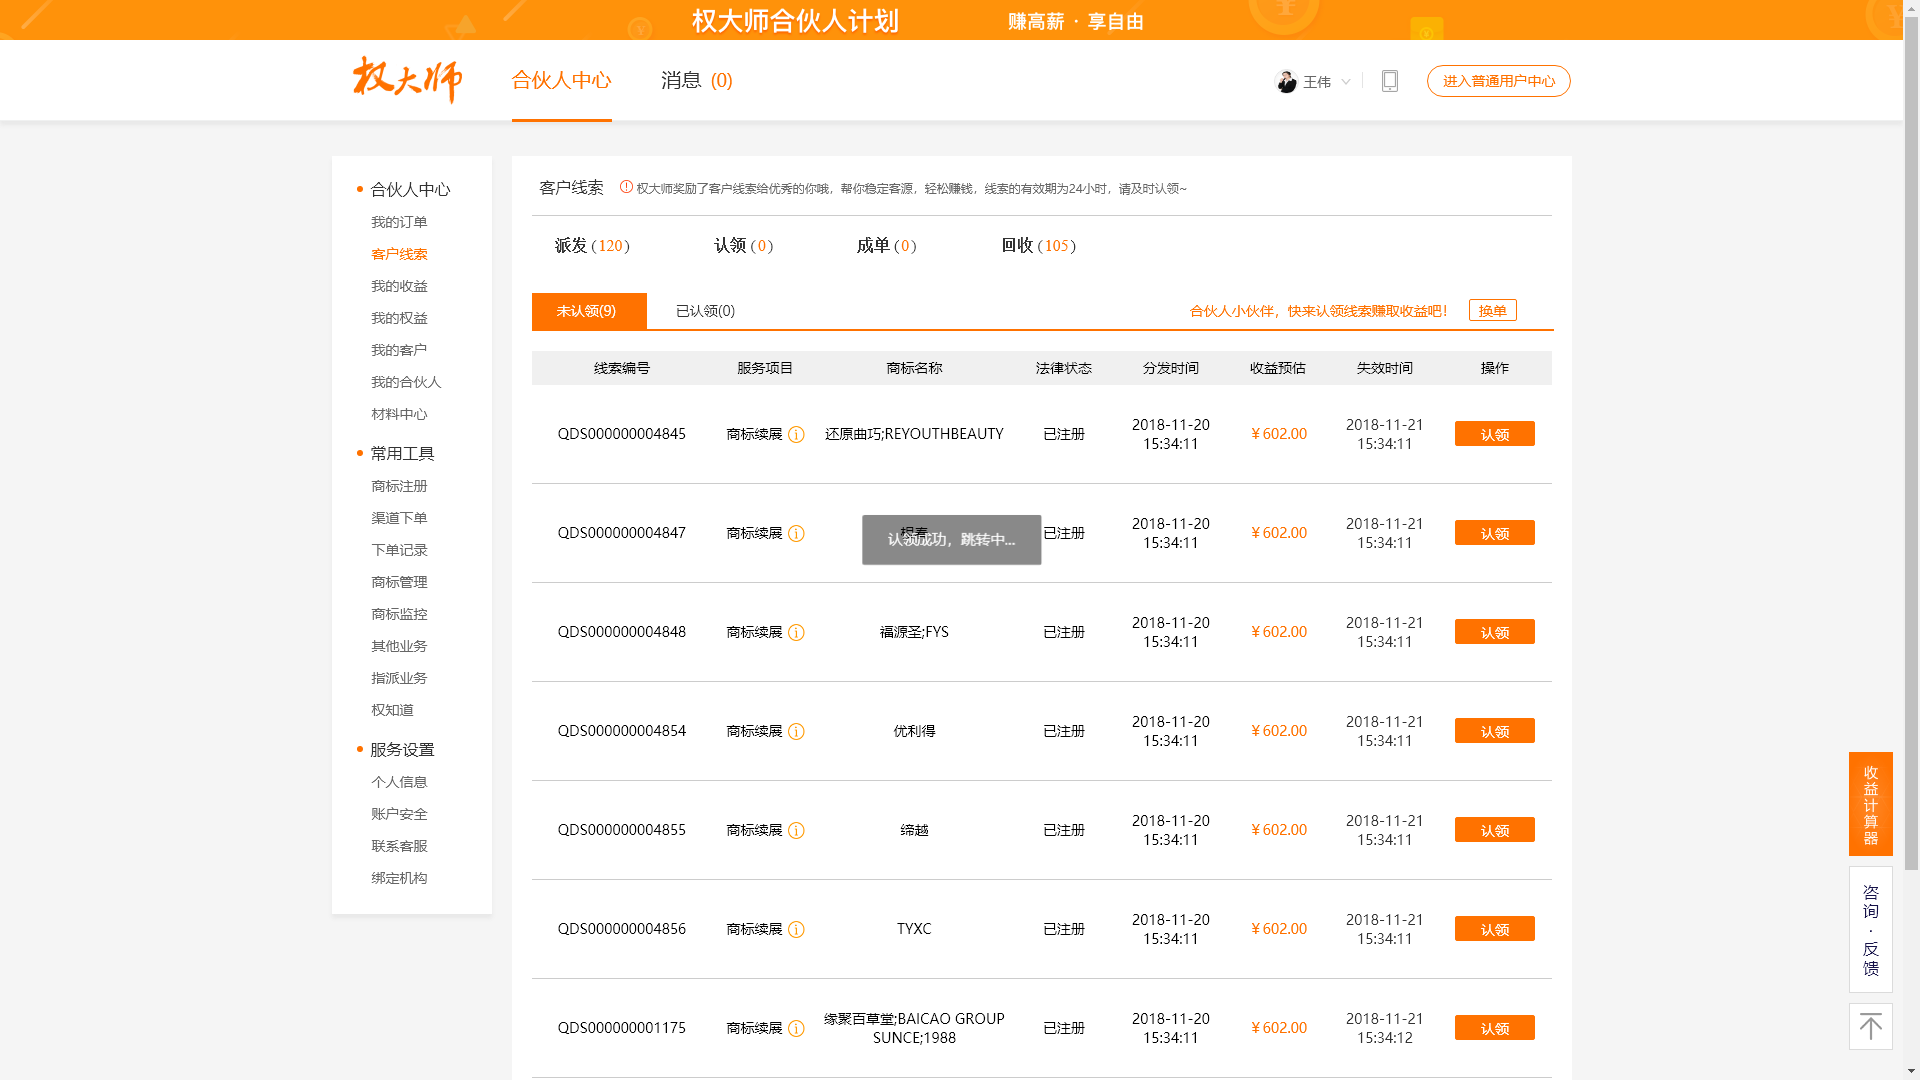 权大师合伙人计划 赚高薪 · 享自由
权大师 合伙人中心 消息 (0) 王伟 进入普通用户中心
合伙人中心
我的订单
客户线索
我的收益
我的权益
我的客户
我的合伙人
材料中心
常用工具
商标注册
渠道下单
下单记录
商标管理
商标监控
其他业务
指派业务
权知道
服务设置
个人信息
账户安全
联系客服
绑定机构
客户线索 权大师奖励了客户线索给优秀的你哦，帮你稳定客源，轻松赚钱，线索的有效期为24小时，请及时认领~
派发 (120) 认领 (0) 成单 (0) 回收 (105)
未认领(9) 已认领(0) 合伙人小伙伴，快来认领线索赚取收益吧！ 换单
线索编号 服务项目 商标名称 法律状态 分发时间 收益预估 失效时间 操作
QDS000000004845 商标续展 还原曲巧;REYOUTHBEAUTY 已注册 2018-11-20 15:34:11 ￥602.00 2018-11-21 15:34:11 认领
QDS000000004847 商标续展 已注册 2018-11-20 15:34:11 ￥602.00 2018-11-21 15:34:11 认领
认领成功，跳转中...
QDS000000004848 商标续展 福源圣;FYS 已注册 2018-11-20 15:34:11 ￥602.00 2018-11-21 15:34:11 认领
QDS000000004854 商标续展 优利得 已注册 2018-11-20 15:34:11 ￥602.00 2018-11-21 15:34:11 认领
QDS000000004855 商标续展 缔越 已注册 2018-11-20 15:34:11 ￥602.00 2018-11-21 15:34:11 认领
QDS000000004856 商标续展 TYXC 已注册 2018-11-20 15:34:11 ￥602.00 2018-11-21 15:34:11 认领
QDS000000001175 商标续展 缘聚百草堂;BAICAO GROUP SUNCE;1988 已注册 2018-11-20 15:34:11 ￥602.00 2018-11-21 15:34:12 认领
收益计算器
咨询·反馈